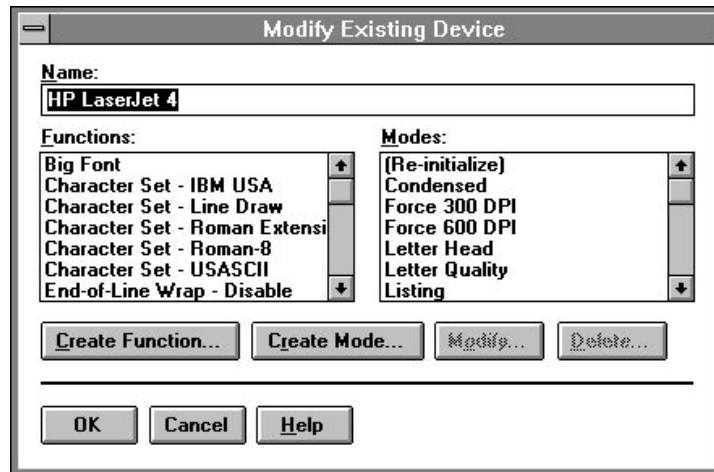 Modify Existing Device
Name:
HP LaserJet 4
Functions:
Big Font
Character Set - IBM USA
Character Set - Line Draw
Character Set - Roman Extensi
Character Set - Roman-8
Character Set - USASCII
End-of-Line Wrap - Disable
Modes:
(Re-initialize)
Condensed
Force 300 DPI
Force 600 DPI
Letter Head
Letter Quality
Listing
Create Function...
Create Mode...
Modify...
Delete...
OK
Cancel
Help